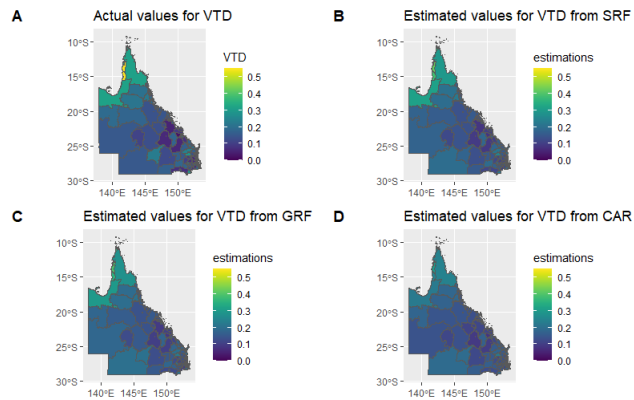 A Actual values for VTD
10°S
15°S
20°S
25°S
30°S
140°E 145°E 150°E
VTD
0.5
0.4
0.3
0.2
0.1
0.0
B Estimated values for VTD from SRF
10°S
15°S
20°S
25°S
30°S
140°E 145°E 150°E
estimations
0.5
0.4
0.3
0.2
0.1
0.0
C Estimated values for VTD from GRF
10°S
15°S
20°S
25°S
30°S
140°E 145°E 150°E
estimations
0.5
0.4
0.3
0.2
0.1
0.0
D Estimated values for VTD from CAR
10°S
15°S
20°S
25°S
30°S
140°E 145°E 150°E
estimations
0.5
0.4
0.3
0.2
0.1
0.0